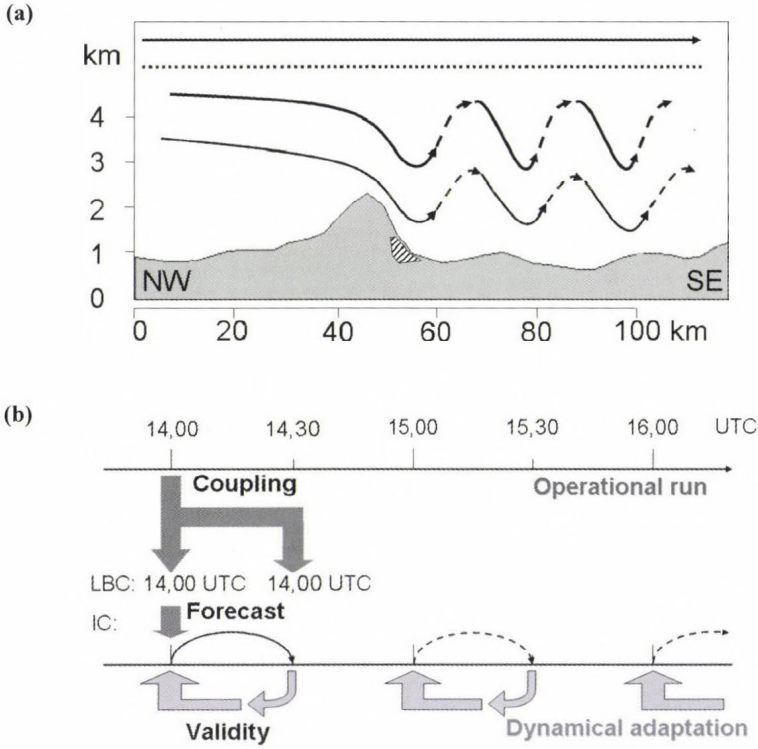 (a)
km
4
3
2
1
0
NW SE
0 20 40 60 80 100 km
(b)
14,00 14,30 15,00 15,30 16,00 UTC
Coupling Operational run
LBC: 14,00 UTC 14,00 UTC
IC: Forecast
Validity Dynamical adaptation